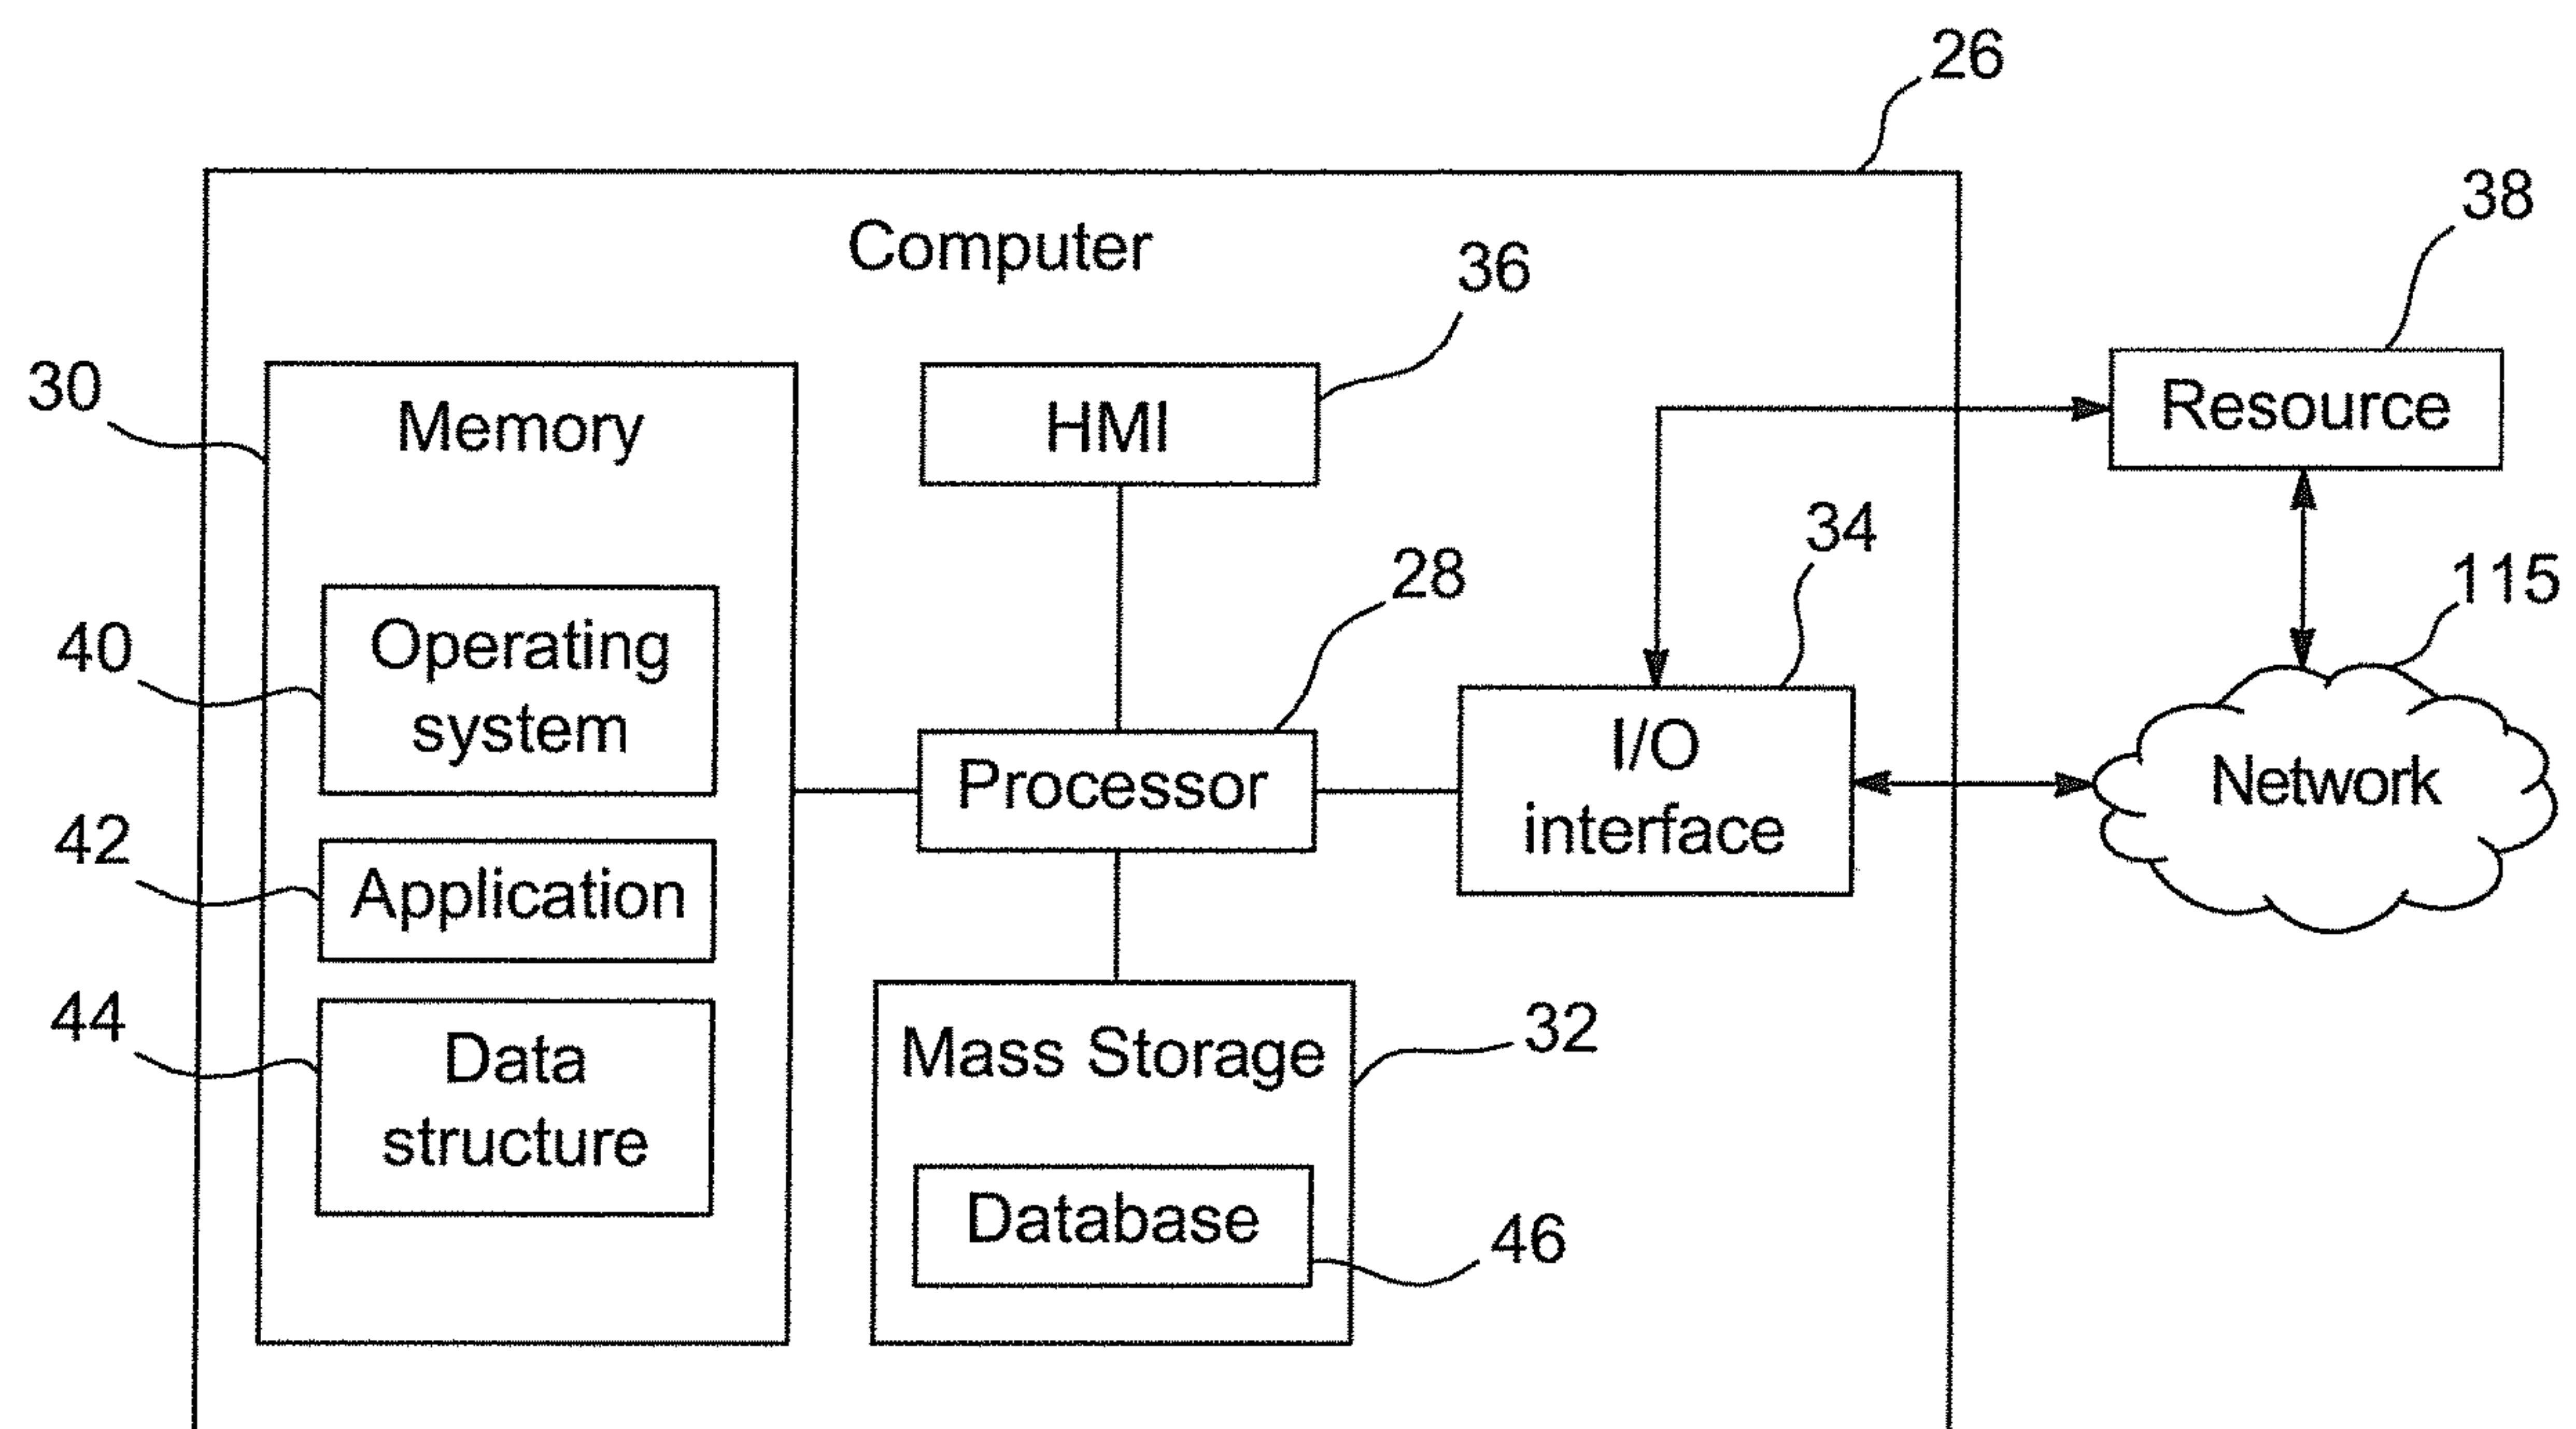 26
Computer
38
36
30
Memory
HMI
Resource
34
28
115
40
Operating
system
I/O
interface
Processor
Network
42
Application
44
Data
structure
Mass Storage
32
Database
46